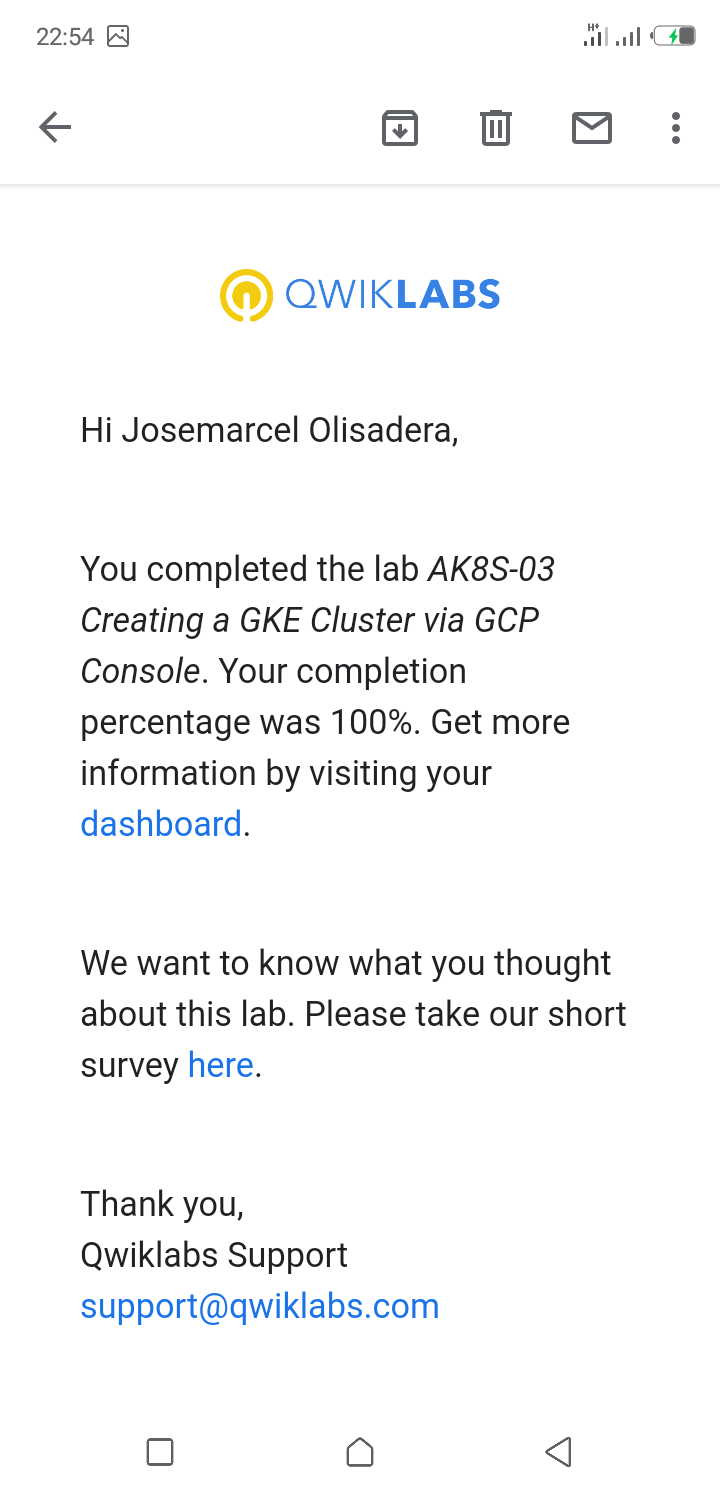 22:54
H+
QWIKLABS
Hi Josemarcel Olisadera,
You completed the lab AK8S-03
Creating a GKE Cluster via GCP
Console. Your completion
percentage was 100%. Get more
information by visiting your
dashboard.
We want to know what you thought
about this lab. Please take our short
survey here.
Thank you,
Qwiklabs Support
support@qwiklabs.com